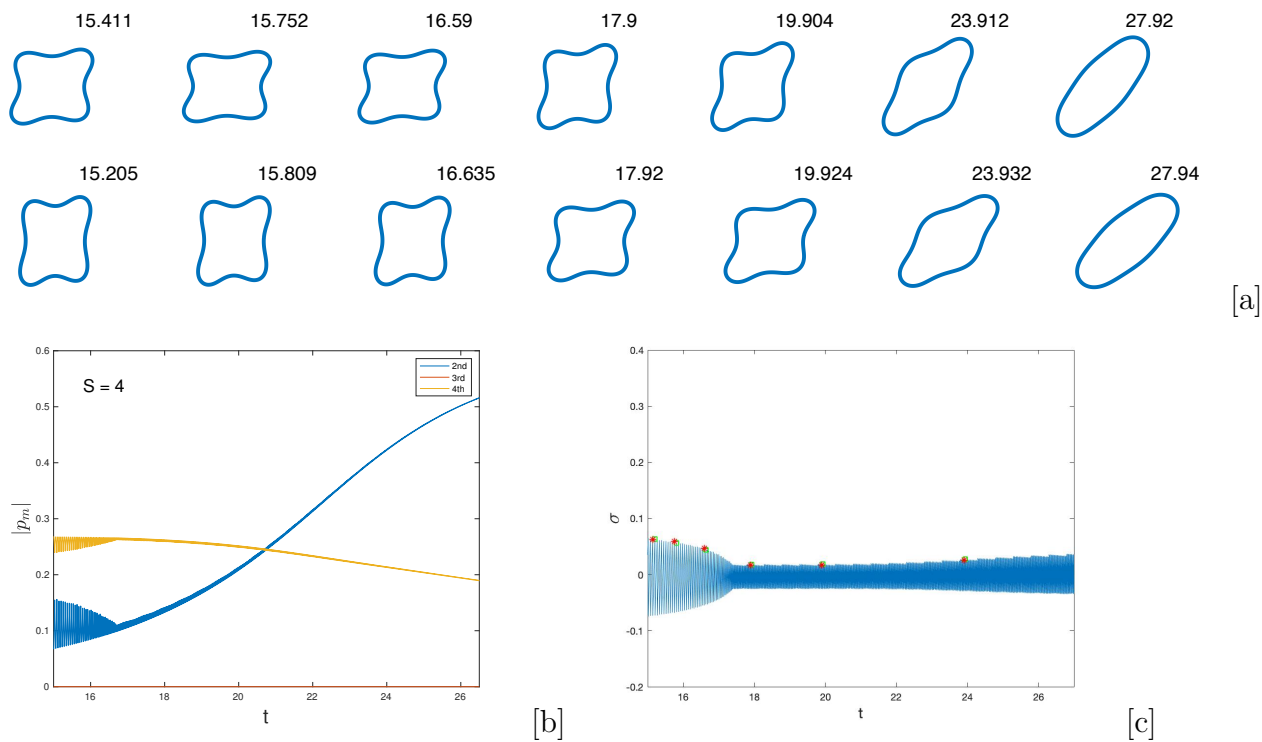 15.411 15.752 16.59 17.9 19.904 23.912 27.92
15.205 15.809 16.635 17.92 19.924 23.932 27.94
[a]
0.6
0.5
0.4
0.3
0.2
0.1
0
|p_m|
S = 4
2nd
3rd
4th
16 18 20 22 24 26
t
[b]
0.4
0.3
0.2
0.1
0
-0.1
-0.2
σ
16 18 20 22 24 26
t
[c]